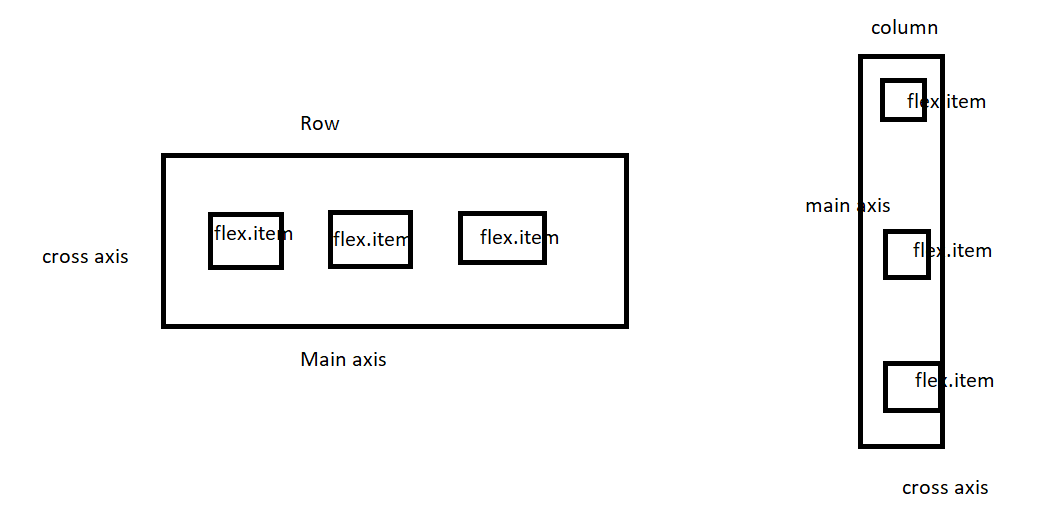 Row
flex.item
flex.item
flex.item
cross axis
Main axis
column
flex.item
main axis
flex.item
flex.item
cross axis